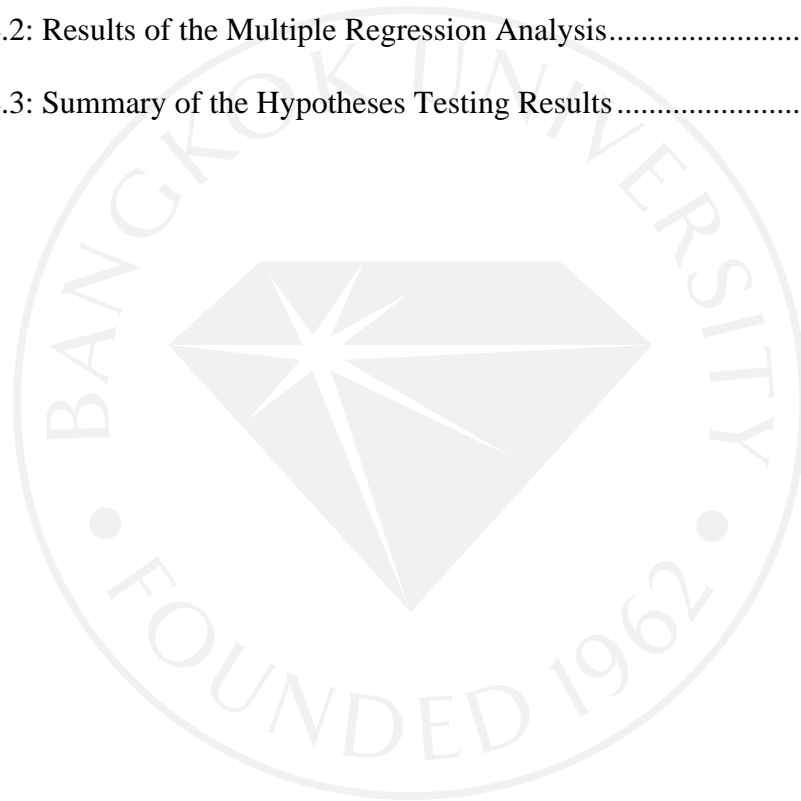 .2: Results of the Multiple Regression Analysis.......................
.3: Summary of the Hypotheses Testing Results......................
BANGKOK UNIVERSITY
FOUNDED 1962